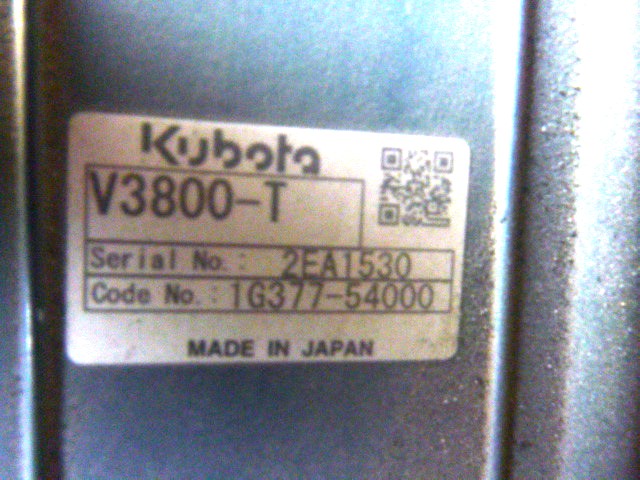 Kubota
V3800-T
Serial No.: 2EA1530
Code No.: 1G377-54000
MADE IN JAPAN